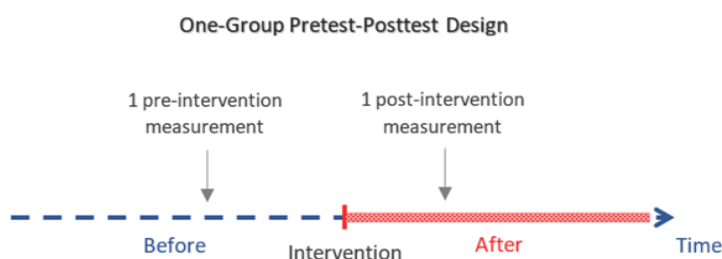 One-Group Pretest-Posttest Design
1 pre-intervention
measurement
1 post-intervention
measurement
Before
Intervention
After
Time